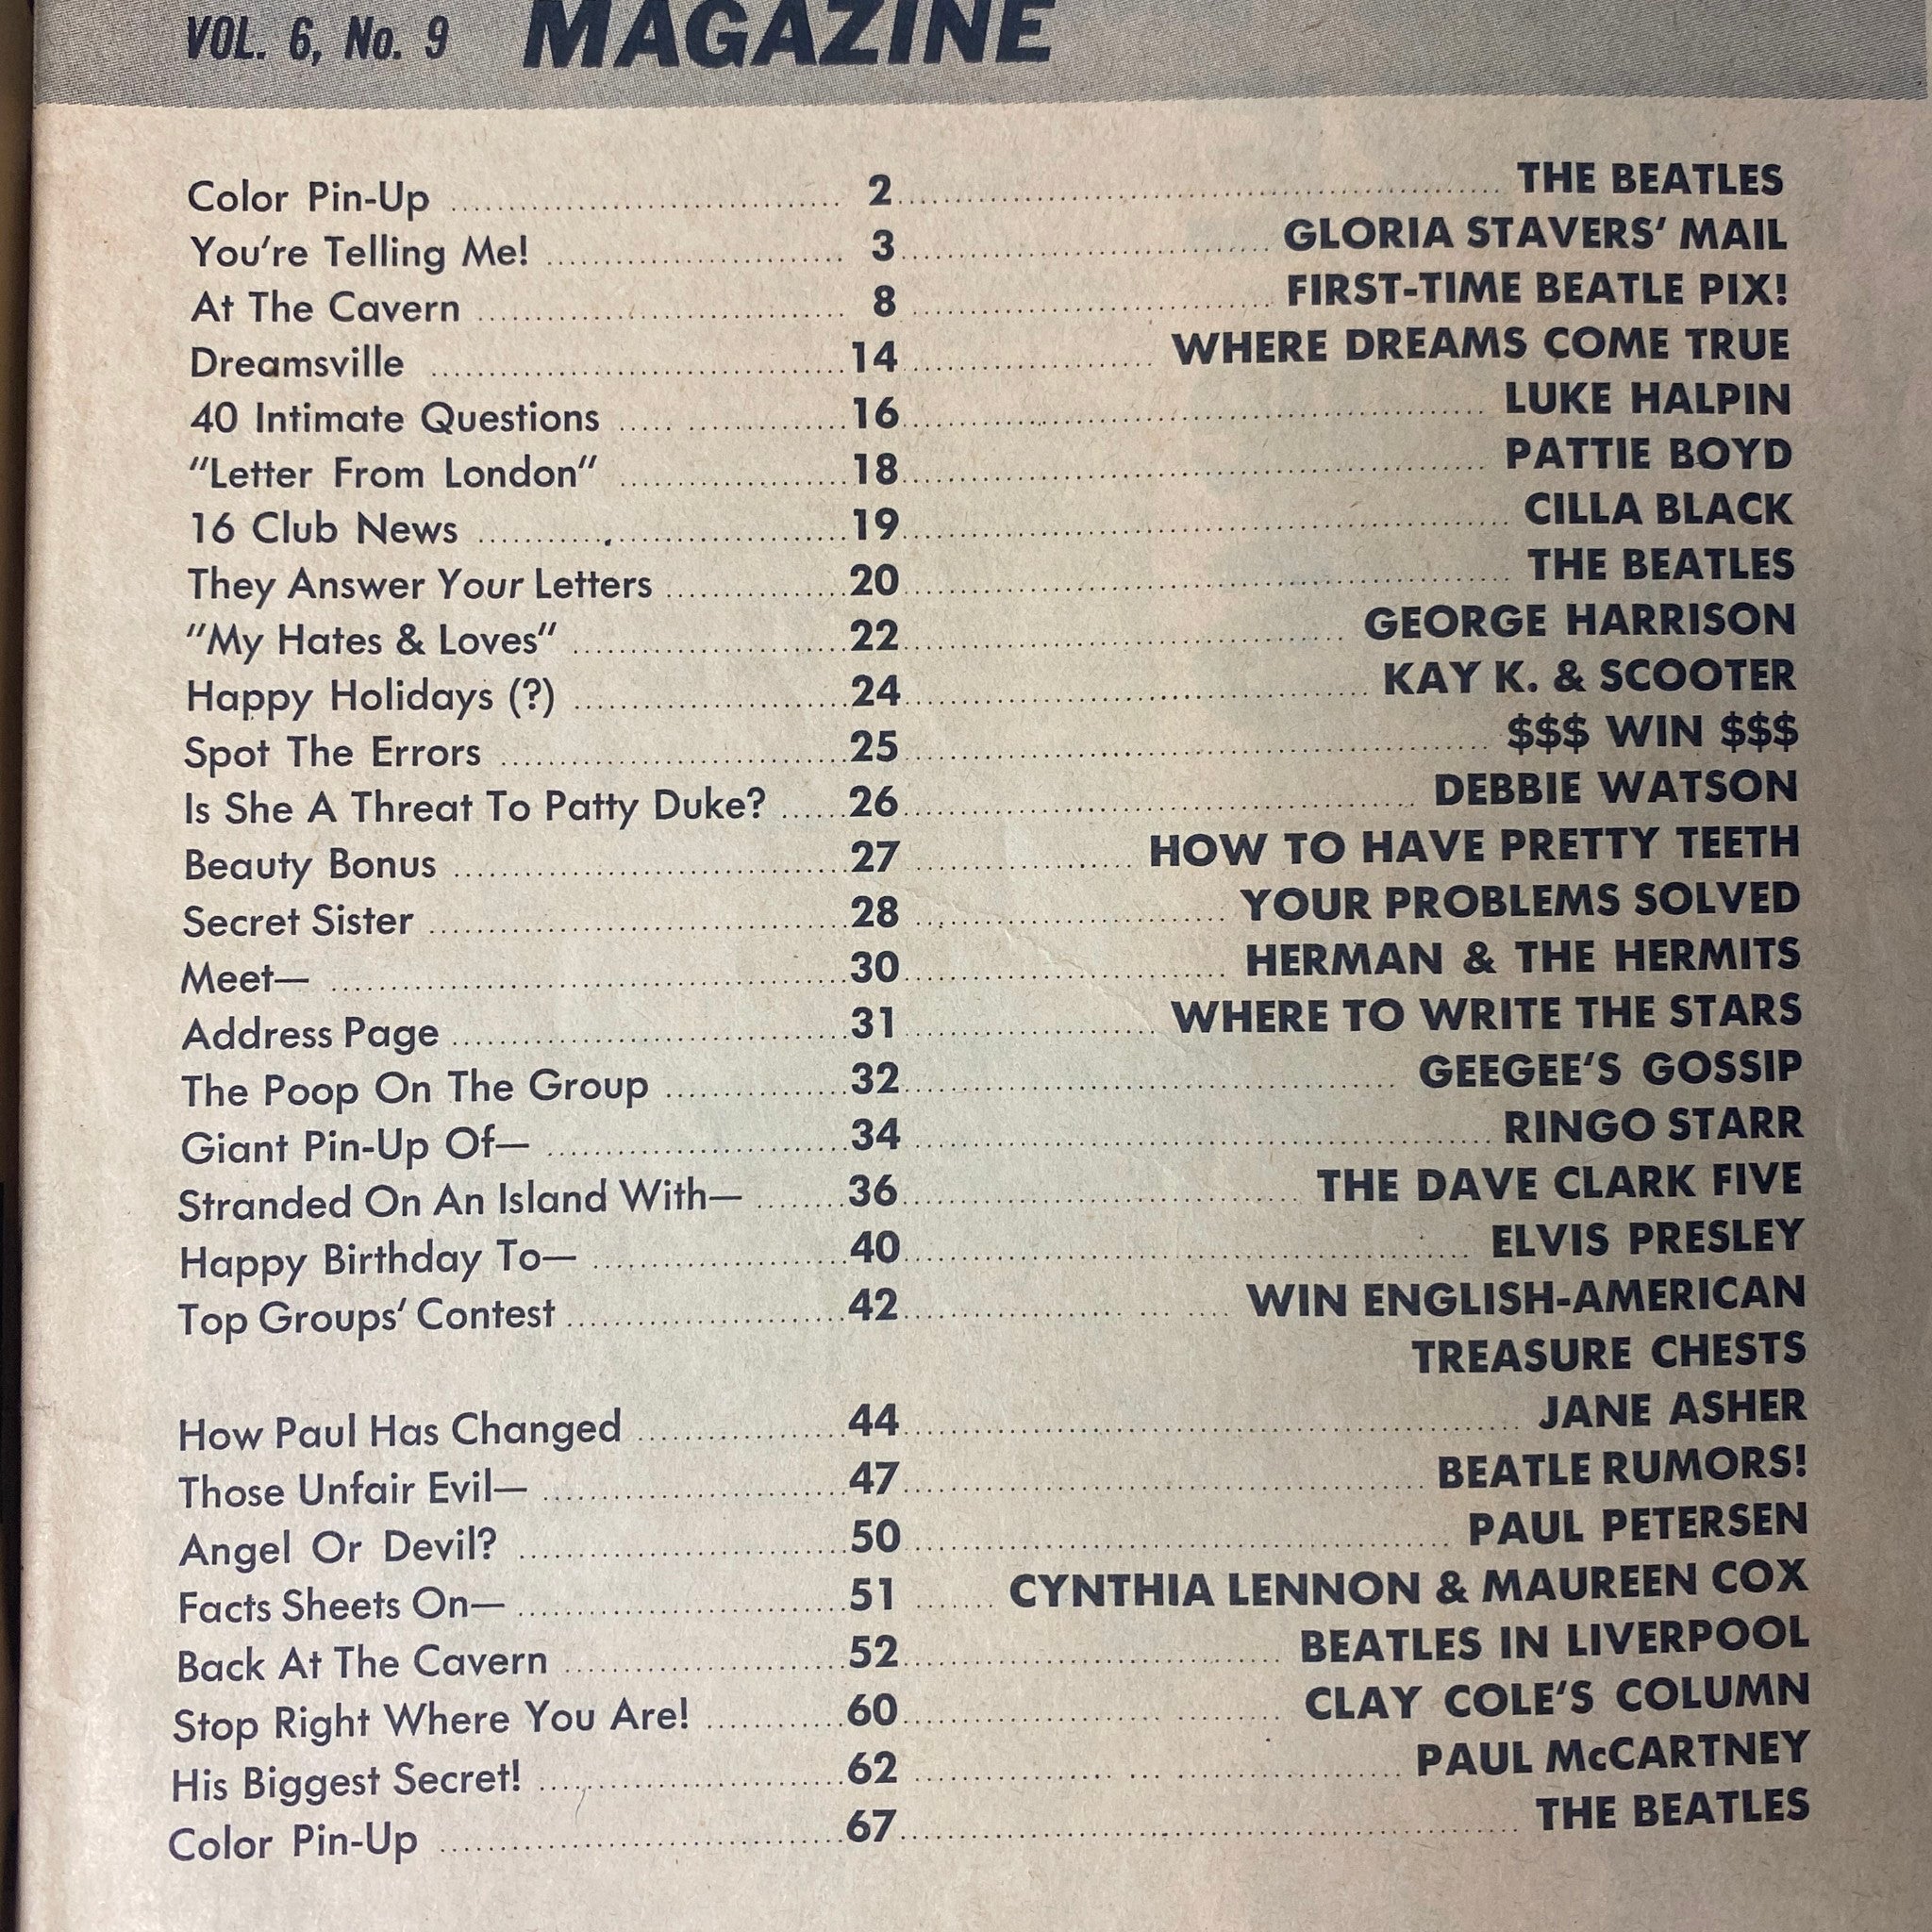 VOL. 6, No. 9 MAGAZINE
Color Pin-Up 2 THE BEATLES
You're Telling Me! 3 GLORIA STAVERS' MAIL
At The Cavern 8 FIRST-TIME BEATLE PIX!
Dreamsville 14 WHERE DREAMS COME TRUE
40 Intimate Questions 16 LUKE HALPIN
"Letter From London" 18 PATTIE BOYD
16 Club News 19 CILLA BLACK
They Answer Your Letters 20 THE BEATLES
"My Hates & Loves" 22 GEORGE HARRISON
Happy Holidays (?) 24 KAY K. & SCOOTER
Spot The Errors 25 $$$ WIN $$$
Is She A Threat To Patty Duke? 26 DEBBIE WATSON
Beauty Bonus 27 HOW TO HAVE PRETTY TEETH
Secret Sister 28 YOUR PROBLEMS SOLVED
Meet— 30 HERMAN & THE HERMITS
Address Page 31 WHERE TO WRITE THE STARS
The Poop On The Group 32 GEEGEE'S GOSSIP
Giant Pin-Up Of— 34 RINGO STARR
Stranded On An Island With— 36 THE DAVE CLARK FIVE
Happy Birthday To— 40 ELVIS PRESLEY
Top Groups' Contest 42 WIN ENGLISH-AMERICAN
TREASURE CHESTS
How Paul Has Changed 44 JANE ASHER
Those Unfair Evil— 47 BEATLE RUMORS!
Angel Or Devil? 50 PAUL PETERSEN
Facts Sheets On— 51 CYNTHIA LENNON & MAUREEN COX
Back At The Cavern 52 BEATLES IN LIVERPOOL
Stop Right Where You Are! 60 CLAY COLE'S COLUMN
His Biggest Secret! 62 PAUL McCARTNEY
Color Pin-Up 67 THE BEATLES